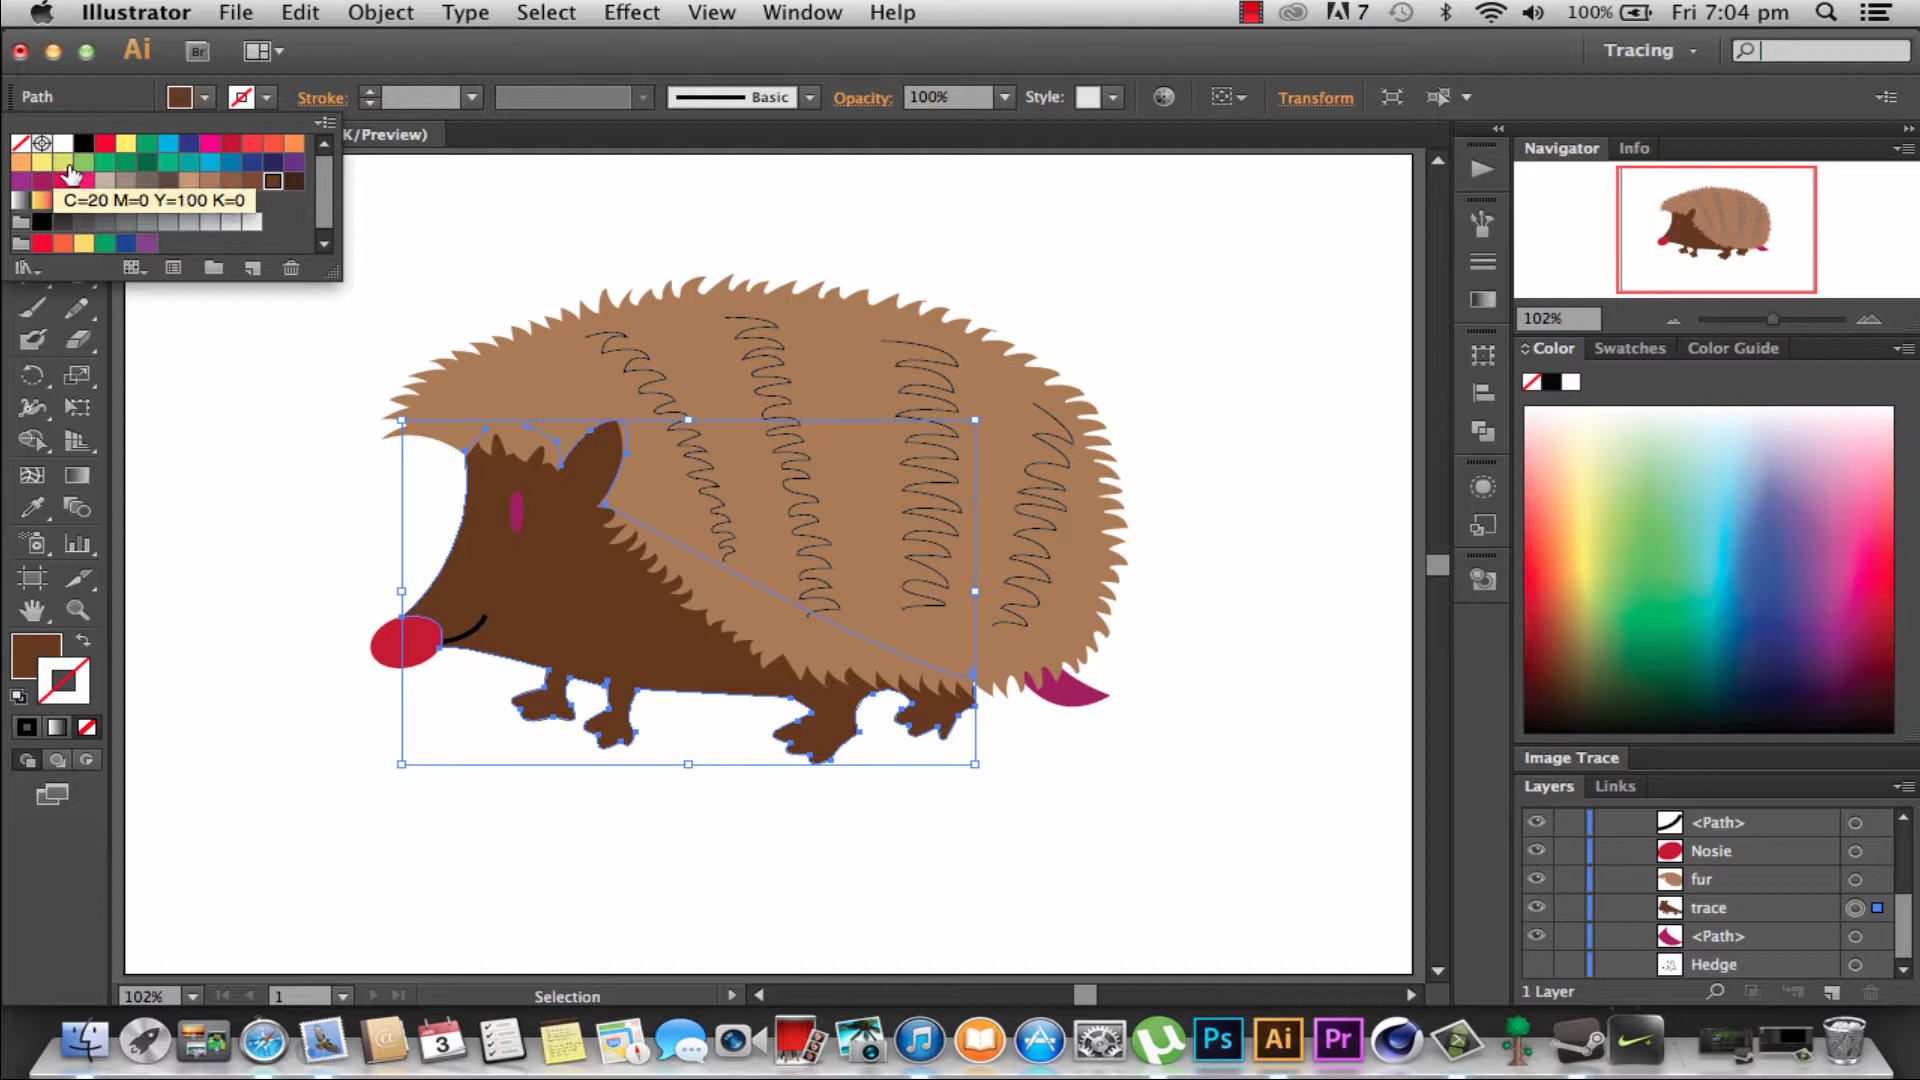 Illustrator File Edit Object Type Select Effect View Window Help 7 100% Fri 7:04 pm
Ai Br Tracing
Path Stroke: Basic Opacity: 100% Style: Transform
K/Preview)
C=20 M=0 Y=100 K=0
Navigator Info
102%
Color Swatches Color Guide
Image Trace
Layers Links
<Path>
Nosie
fur
trace
<Path>
Hedge
1 Layer
102% 1 Selection
JAN 3 Ps Ai Pr